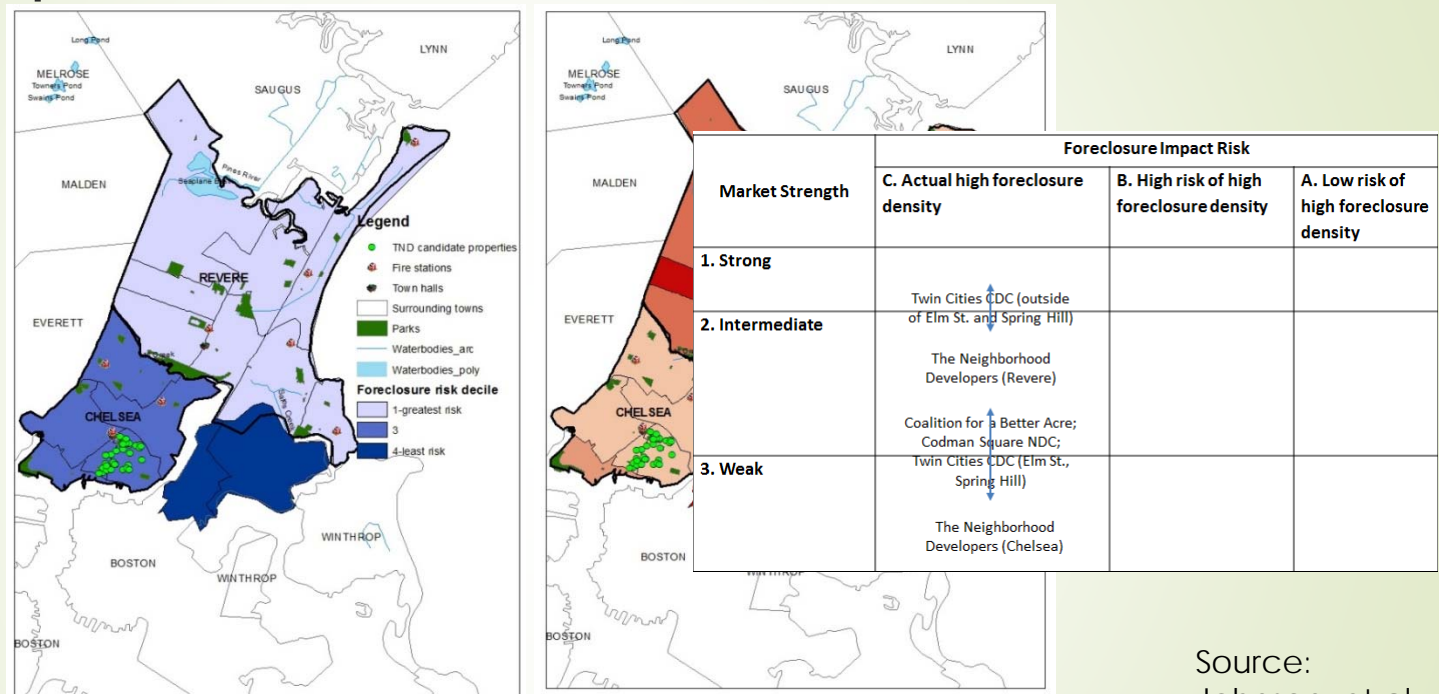 Long Pond
LYNN
MELROSE
Towners Pond
Swains Pond
SAUGUS
MALDEN
Pines River
Legend
TND candidate properties
REVERE
Fire stations
Town halls
Surrounding towns
EVERETT
Parks
Waterbodies_arc
Waterbodies_poly
Foreclosure risk decile
1-greatest risk
CHELSEA
3
4-least risk
WINTHROP
BOSTON
WINTHROP
BOSTON
Long Pond
LYNN
MELROSE
Towners Pond
Swains Pond
SAUGUS
MALDEN
EVERETT
CHELSEA
BOSTON
WINTHROP
BOSTON
Market Strength
Foreclosure Impact Risk
C. Actual high foreclosure
density
B. High risk of high
foreclosure density
A. Low risk of
high foreclosure
density
1. Strong
Twin Cities CDC (outside
of Elm St. and Spring Hill)
2. Intermediate
The Neighborhood
Developers (Revere)
Coalition for a Better Acre;
Codman Square NDC;
Twin Cities CDC (Elm St.,
Spring Hill)
3. Weak
The Neighborhood
Developers (Chelsea)
Source: